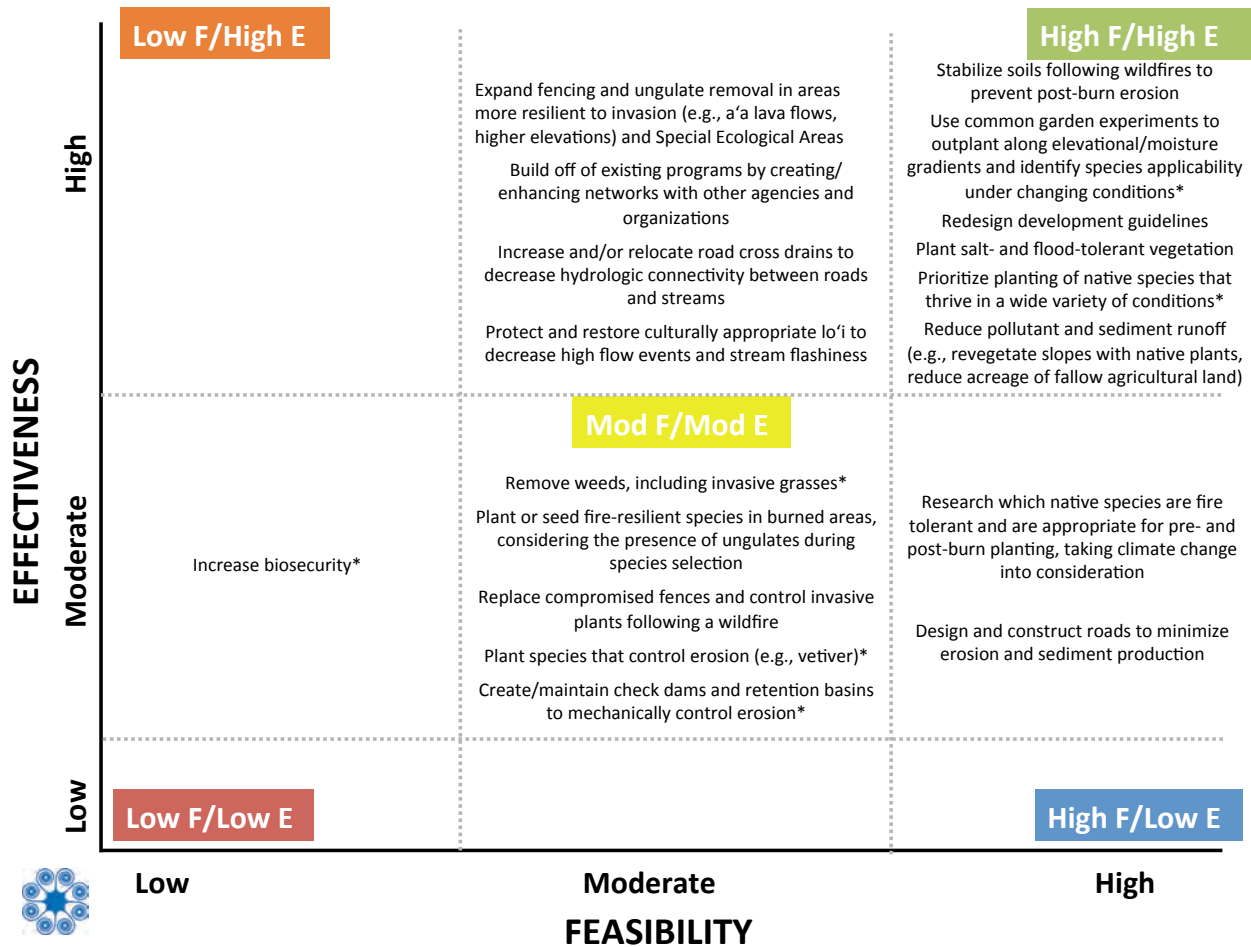 Low F/High E
High F/High E
Expand fencing and ungulate removal in areas
more resilient to invasion (e.g., a‘a lava flows,
higher elevations) and Special Ecological Areas
Build off of existing programs by creating/
enhancing networks with other agencies and
organizations
Increase and/or relocate road cross drains to
decrease hydrologic connectivity between roads
and streams
Protect and restore culturally appropriate lo‘i to
decrease high flow events and stream flashiness
Stabilize soils following wildfires to
prevent post-burn erosion
Use common garden experiments to
outplant along elevational/moisture
gradients and identify species applicability
under changing conditions*
Redesign development guidelines
Plant salt- and flood-tolerant vegetation
Prioritize planting of native species that
thrive in a wide variety of conditions*
Reduce pollutant and sediment runoff
(e.g., revegetate slopes with native plants,
reduce acreage of fallow agricultural land)
High
EFFECTIVENESS
Moderate
Low
Mod F/Mod E
Increase biosecurity*
Remove weeds, including invasive grasses*
Plant or seed fire-resilient species in burned areas,
considering the presence of ungulates during
species selection
Replace compromised fences and control invasive
plants following a wildfire
Plant species that control erosion (e.g., vetiver)*
Create/maintain check dams and retention basins
to mechanically control erosion*
Research which native species are fire
tolerant and are appropriate for pre- and
post-burn planting, taking climate change
into consideration
Design and construct roads to minimize
erosion and sediment production
Low F/Low E
High F/Low E
Low
Moderate
High
FEASIBILITY